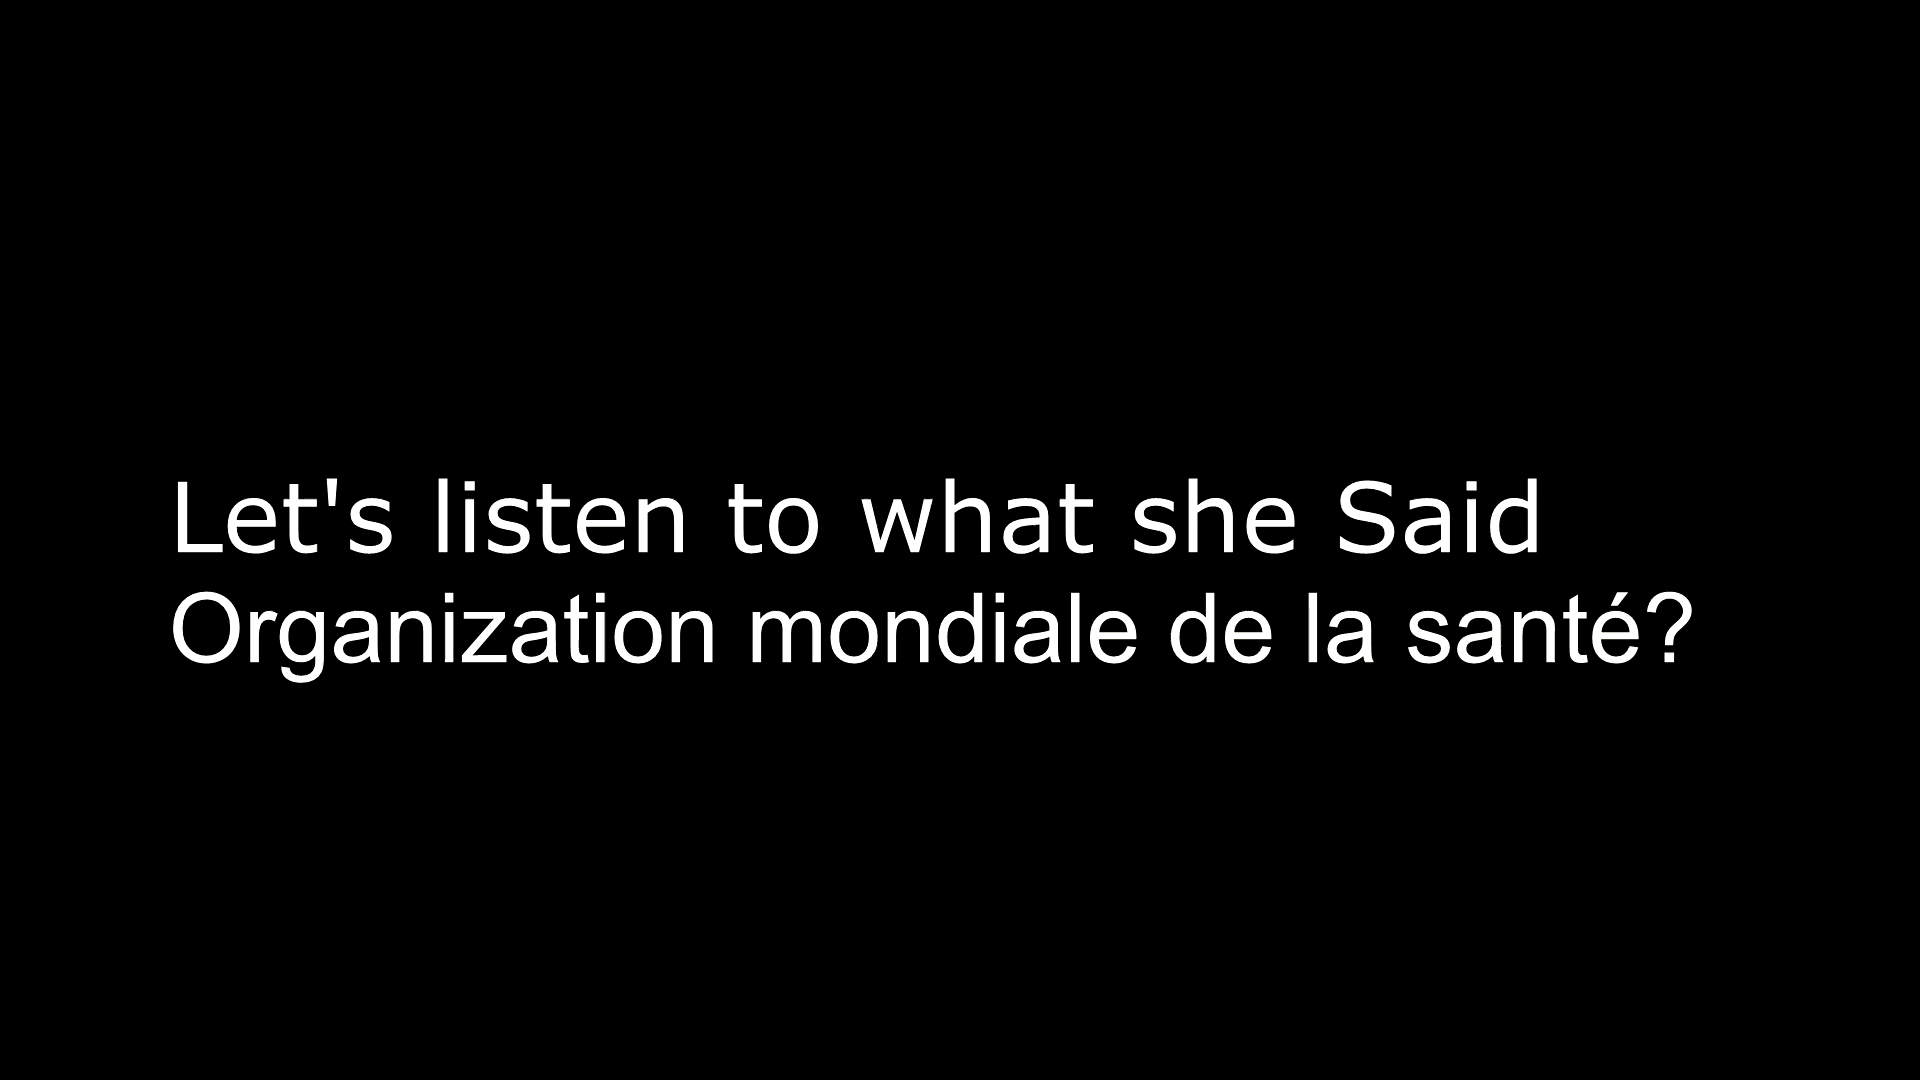 Let's listen to what she Said
Organization mondiale de la santé?